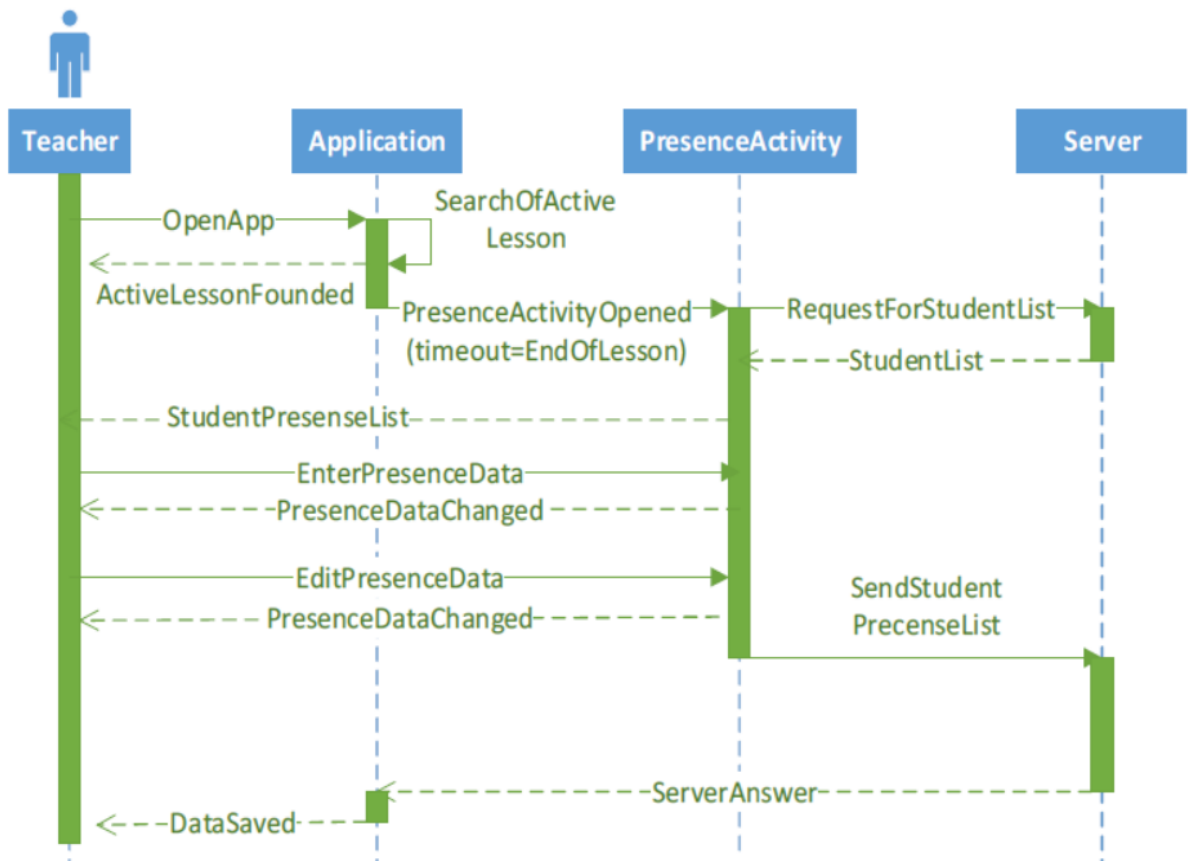 Teacher
Application
PresenceActivity
Server
OpenApp
SearchOfActive
Lesson
ActiveLessonFounded
PresenceActivityOpened
(timeout=EndOfLesson)
RequestForStudentList
StudentList
StudentPresenseList
EnterPresenceData
PresenceDataChanged
EditPresenceData
PresenceDataChanged
SendStudent
PrecenseList
ServerAnswer
DataSaved